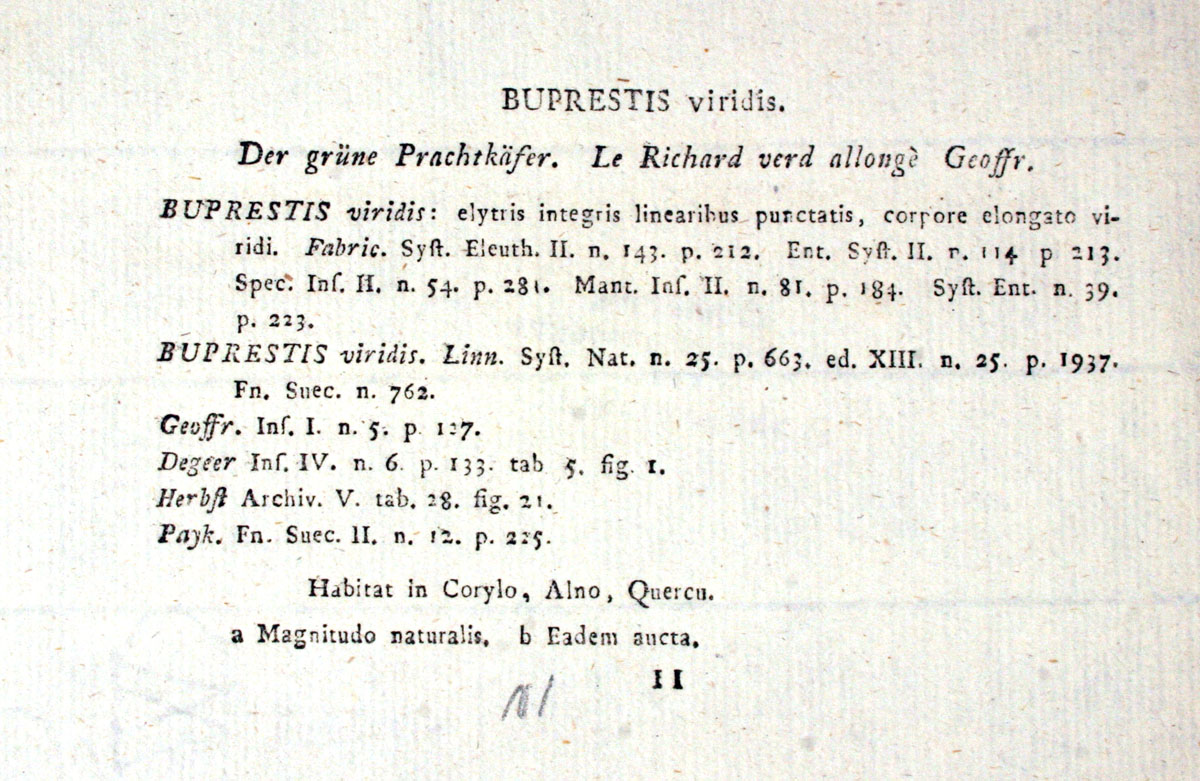 BUPRESTIS viridis.
Der grüne Prachtkäfer. Le Richard verd allongè Geoffr.
BUPRESTIS viridis: elytris integris linearibus punctatis, corpore elongato vi-
ridi. Fabric. Syſt. Eleuth. II. n. 143. p. 212. Ent. Syſt. II. n. 114 p 213.
Spec. Inſ. II. n. 54. p. 281. Mant. Inſ. II. n. 81. p. 184. Syſt. Ent. n. 39.
p. 223.
BUPRESTIS viridis. Linn. Syſt. Nat. n. 25. p. 663. ed. XIII. n. 25. p. 1937.
Fn. Suec. n. 762.
Geoffr. Inſ. I. n. 5. p. 127.
Degeer Inſ. IV. n. 6. p. 133. tab 5. fig. 1.
Herbſt Archiv. V. tab. 28. fig. 21.
Payk. Fn. Suec. II. n. 12. p. 225.
Habitat in Corylo, Alno, Quercu.
a Magnitudo naturalis. b Eadem aucta.
11